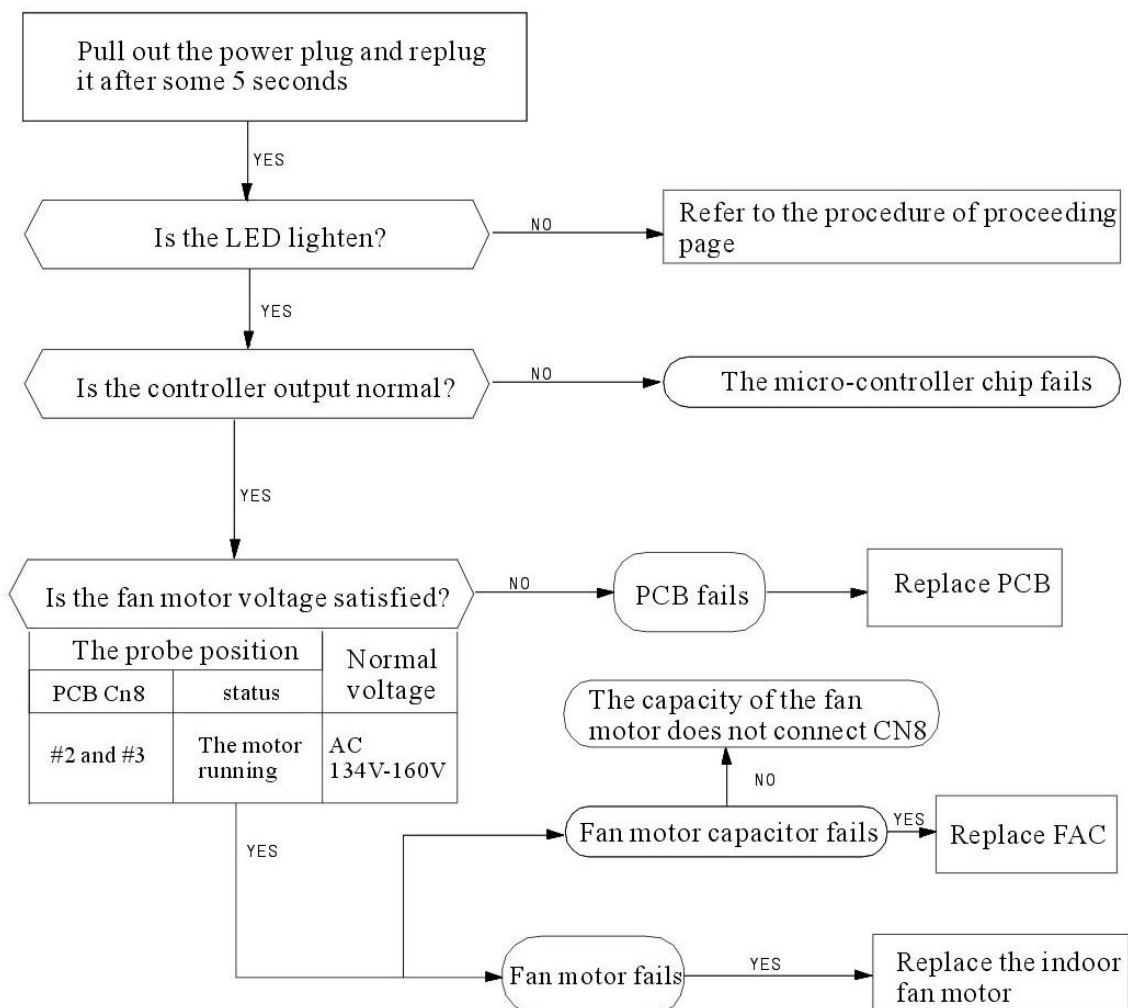 Pull out the power plug and replug
it after some 5 seconds
YES
Is the LED lighten?
NO
Refer to the procedure of proceeding
page
YES
Is the controller output normal?
NO
The micro-controller chip fails
YES
Is the fan motor voltage satisfied?
NO
PCB fails
Replace PCB
The probe position
Normal
voltage
PCB Cn8
status
#2 and #3
The motor
running
AC
134V-160V
The capacity of the fan
motor does not connect CN8
NO
YES
Fan motor capacitor fails
YES
Replace FAC
Fan motor fails
YES
Replace the indoor
fan motor